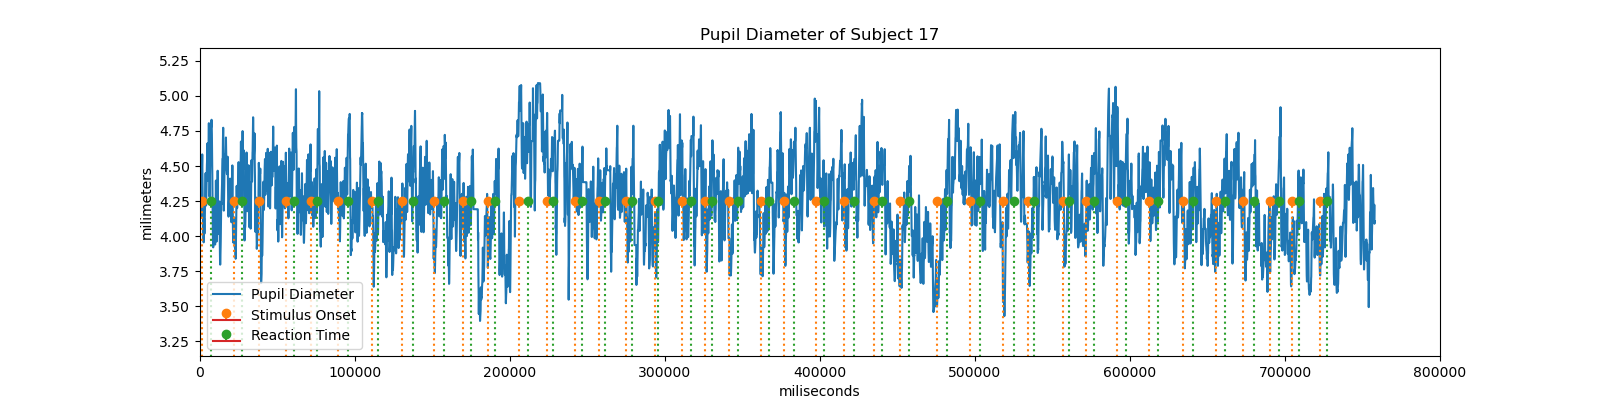 Pupil Diameter of Subject 17
milimeters
5.25
5.00
4.75
4.50
4.25
4.00
3.75
3.50
3.25
Pupil Diameter
Stimulus Onset
Reaction Time
0 100000 200000 300000 400000 500000 600000 700000 800000
miliseconds